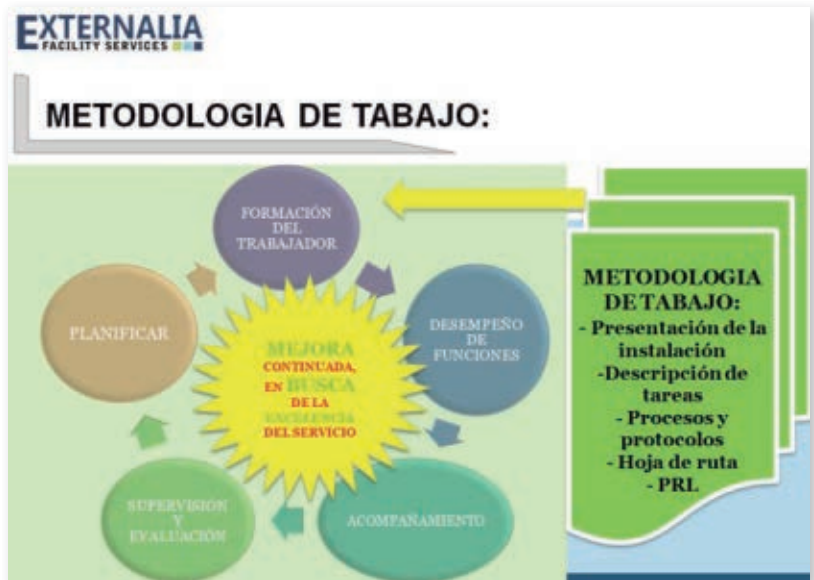 EXTERNALIA
FACILITY SERVICES
METODOLOGIA DE TABAJO:
FORMACIÓN
DEL
TRABAJADOR
DESEMPEÑO
DE
FUNCIONES
ACOMPAÑAMIENTO
SUPERVISIÓN
Y
EVALUACIÓN
PLANIFICAR
MEJORA
CONTINUADA,
EN BUSCA
DE LA
EXCELENCIA
DEL SERVICIO
METODOLOGIA
DE TABAJO:
- Presentación de la
instalación
-Descripción de
tareas
- Procesos y
protocolos
- Hoja de ruta
- PRL